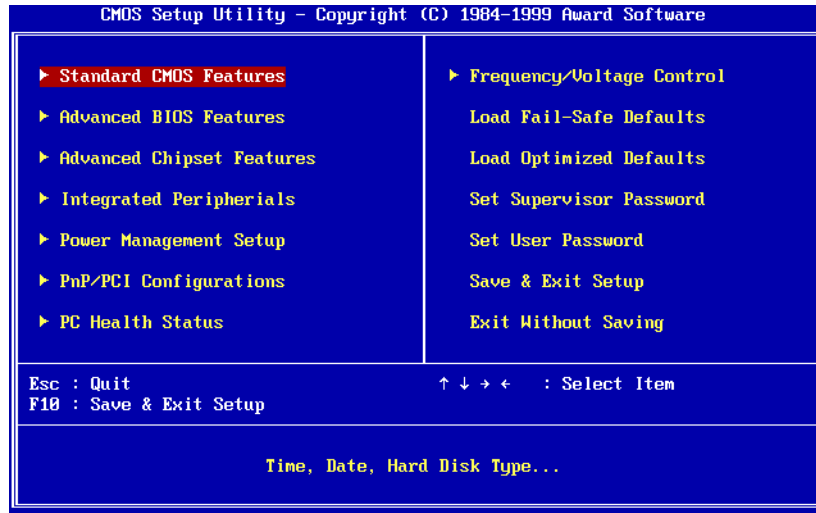 CMOS Setup Utility – Copyright (C) 1984–1999 Award Software
▶ Standard CMOS Features
▶ Advanced BIOS Features
▶ Advanced Chipset Features
▶ Integrated Peripherials
▶ Power Management Setup
▶ PnP/PCI Configurations
▶ PC Health Status
▶ Frequency/Voltage Control
Load Fail-Safe Defaults
Load Optimized Defaults
Set Supervisor Password
Set User Password
Save & Exit Setup
Exit Without Saving
Esc : Quit
F10 : Save & Exit Setup
↑ ↓ → ← : Select Item
Time, Date, Hard Disk Type...